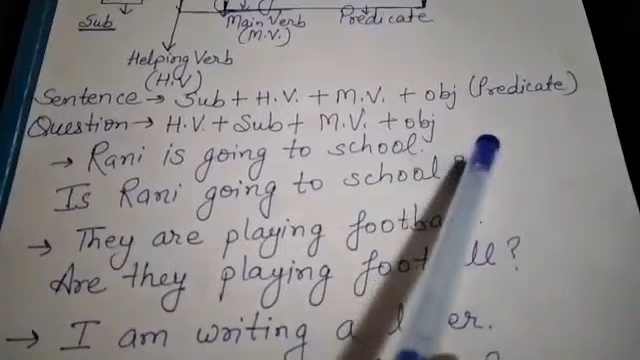 Sub Main Verb Predicate
(M.V.)
Helping Verb
(H.V)
Sentence → Sub + H.V. + M.V. + obj (Predicate)
Question → H.V. + Sub + M.V. + obj
→ Rani is going to school.
Is Rani going to school
→ They are playing
Are they playing ?
→ I am writing a